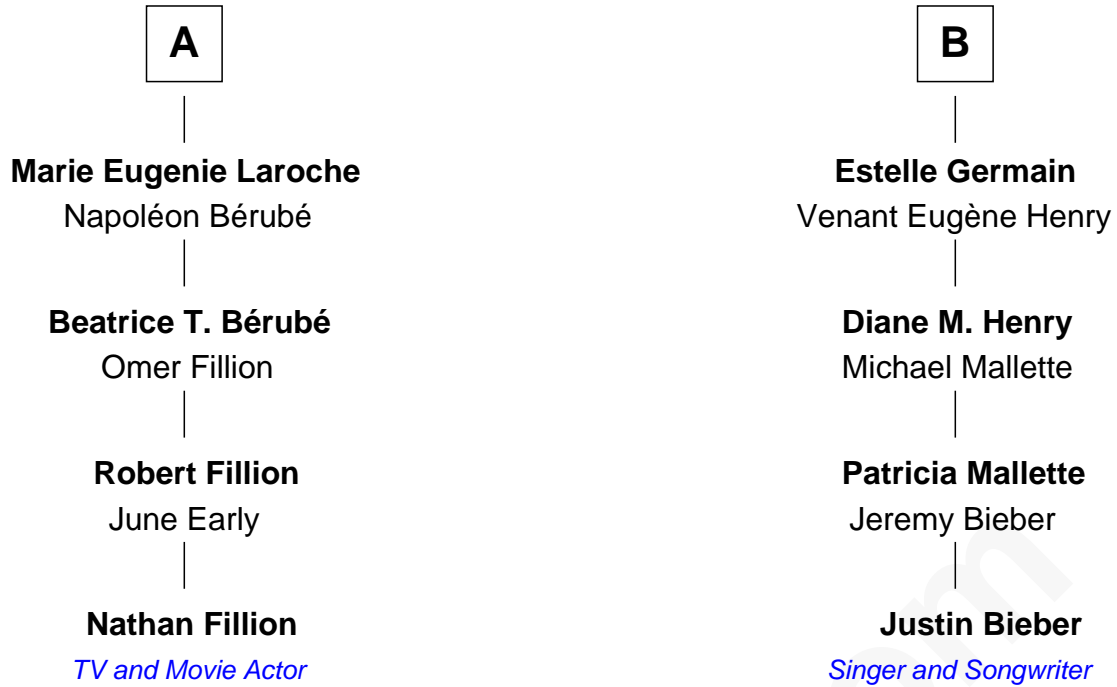 A
Marie Eugenie Laroche
Napoléon Bérubé
Beatrice T. Bérubé
Omer Fillion
Robert Fillion
June Early
Nathan Fillion
TV and Movie Actor
B
Estelle Germain
Venant Eugène Henry
Diane M. Henry
Michael Mallette
Patricia Mallette
Jeremy Bieber
Justin Bieber
Singer and Songwriter